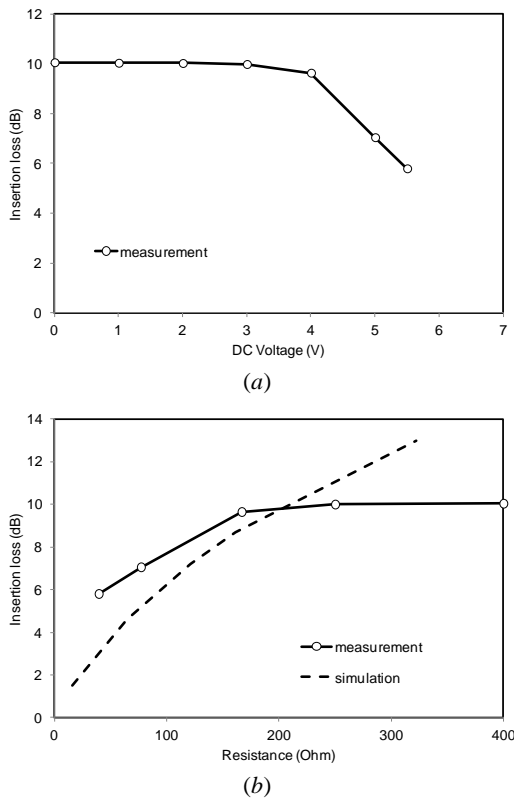 12
10
8
6
4
2
0
Insertion loss (dB)
measurement
0 1 2 3 4 5 6 7
DC Voltage (V)
(a)
14
12
10
8
6
4
2
0
Insertion loss (dB)
measurement
simulation
0 100 200 300 400
Resistance (Ohm)
(b)